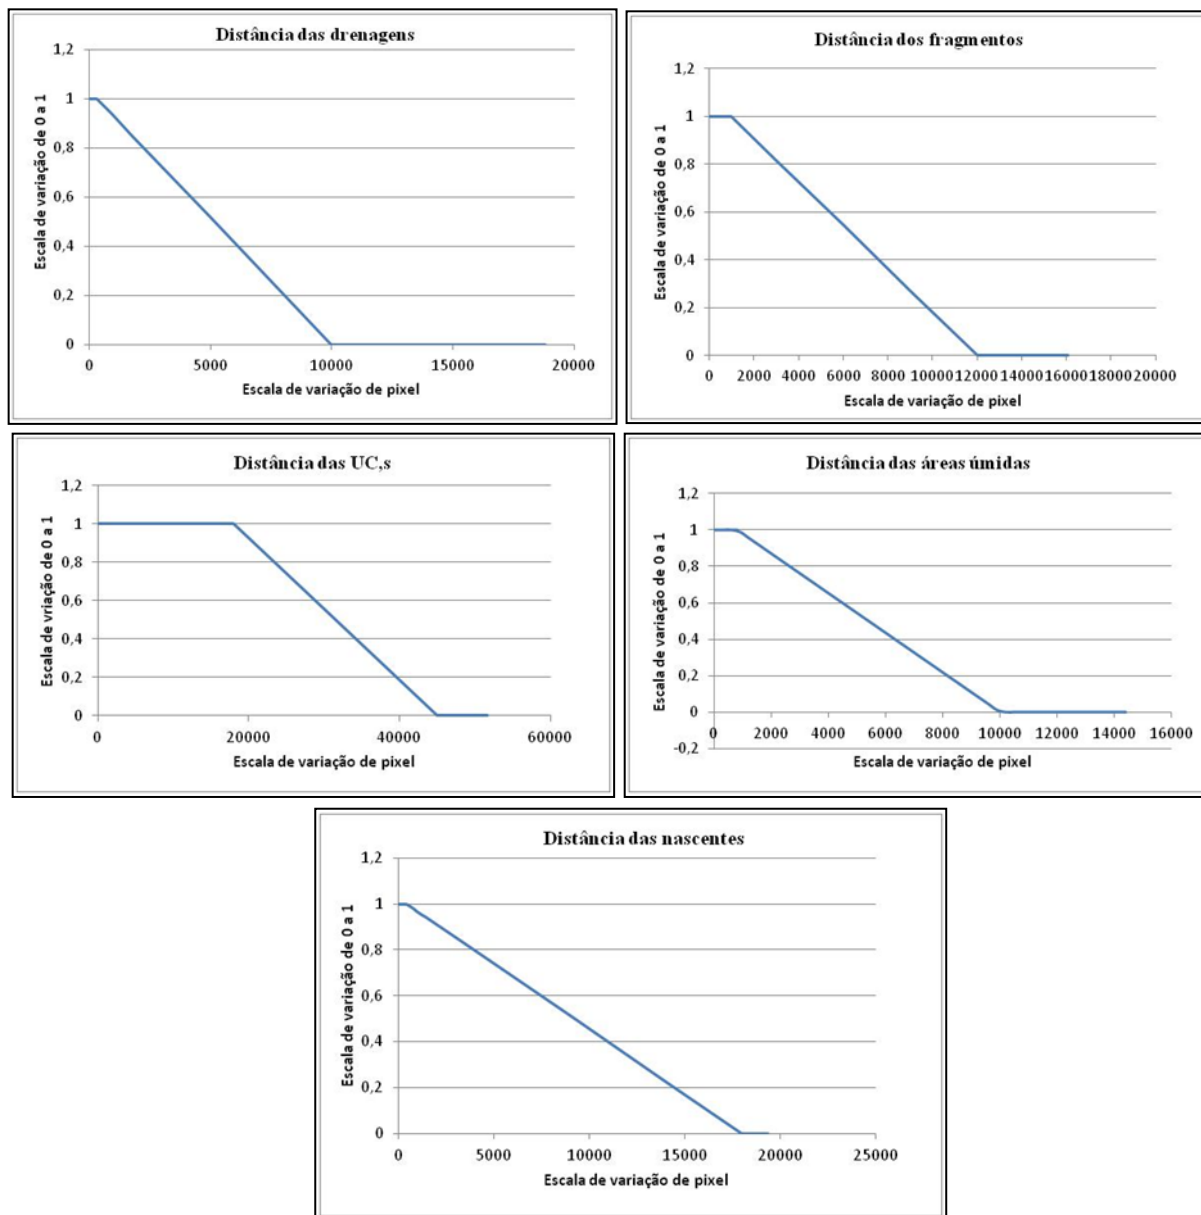 Distância das drenagens
Escala de variação de 0 a 1
1,2
1
0,8
0,6
0,4
0,2
0
0 5000 10000 15000 20000
Escala de variação de pixel
Distância dos fragmentos
Escala de variação de 0 a 1
1,2
1
0,8
0,6
0,4
0,2
0
0 2000 4000 6000 8000 10000 12000 14000 16000 18000 20000
Escala de variação de pixel
Distância das UC,s
Escala de vriação de 0 a 1
1,2
1
0,8
0,6
0,4
0,2
0
0 20000 40000 60000
Escala de variação de pixel
Distância das áreas úmidas
Escala de variação de 0 a 1
1,2
1
0,8
0,6
0,4
0,2
0
-0,2
0 2000 4000 6000 8000 10000 12000 14000 16000
Escala de variação de pixel
Distância das nascentes
Escala de variação de 0 a 1
1,2
1
0,8
0,6
0,4
0,2
0
0 5000 10000 15000 20000 25000
Escala de variação de pixel